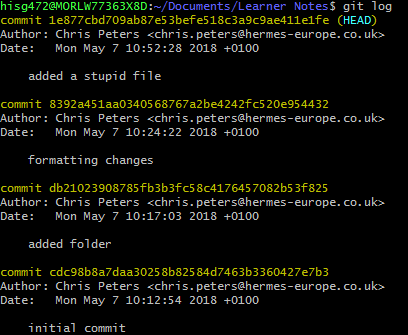 hisg472@MORLW77363X8D:~/Documents/Learner Notes$ git log
commit 1e877cbd709ab87e53befe518c3a9c9ae411e1fe (HEAD)
Author: Chris Peters <chris.peters@hermes-europe.co.uk>
Date:   Mon May 7 10:52:28 2018 +0100
added a stupid file
commit 8392a451aa0340568767a2be4242fc520e954432
Author: Chris Peters <chris.peters@hermes-europe.co.uk>
Date:   Mon May 7 10:24:22 2018 +0100
formatting changes
commit db21023908785fb3b3fc58c4176457082b53f825
Author: Chris Peters <chris.peters@hermes-europe.co.uk>
Date:   Mon May 7 10:17:03 2018 +0100
added folder
commit cdc98b8a7daa30258b82584d7463b3360427e7b3
Author: Chris Peters <chris.peters@hermes-europe.co.uk>
Date:   Mon May 7 10:12:54 2018 +0100
initial commit